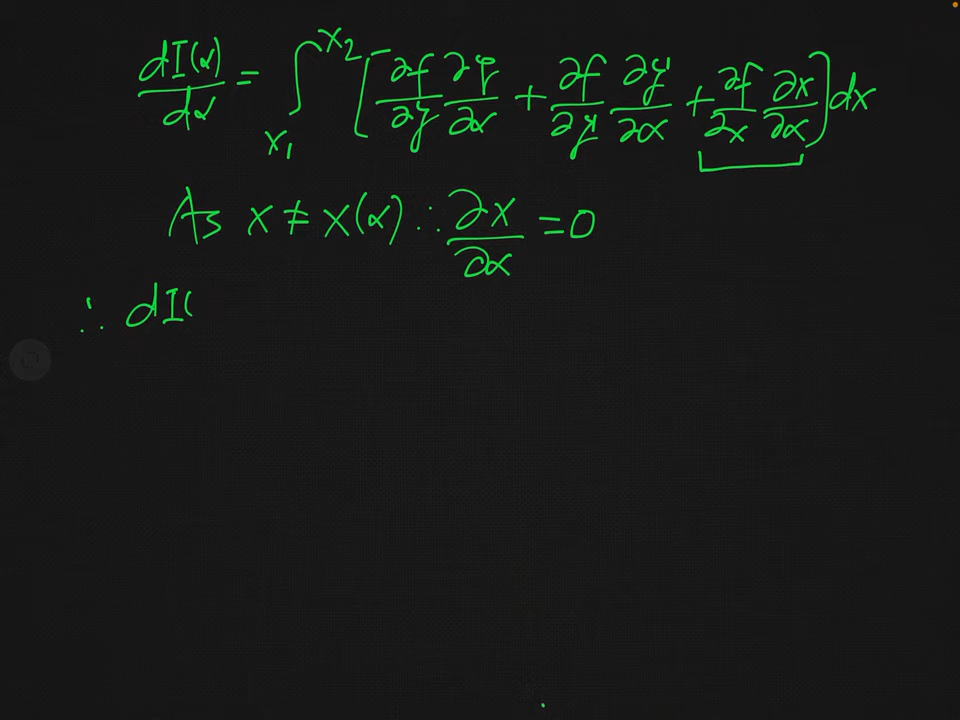 dI(α)/dα = ∫_{x₁}^{x₂} [∂f/∂y ∂y/∂α + ∂f/∂y' ∂y'/∂α + ∂f/∂x ∂x/∂α] dx
As x ≠ x(α) ∴ ∂x/∂α = 0
∴ dI(